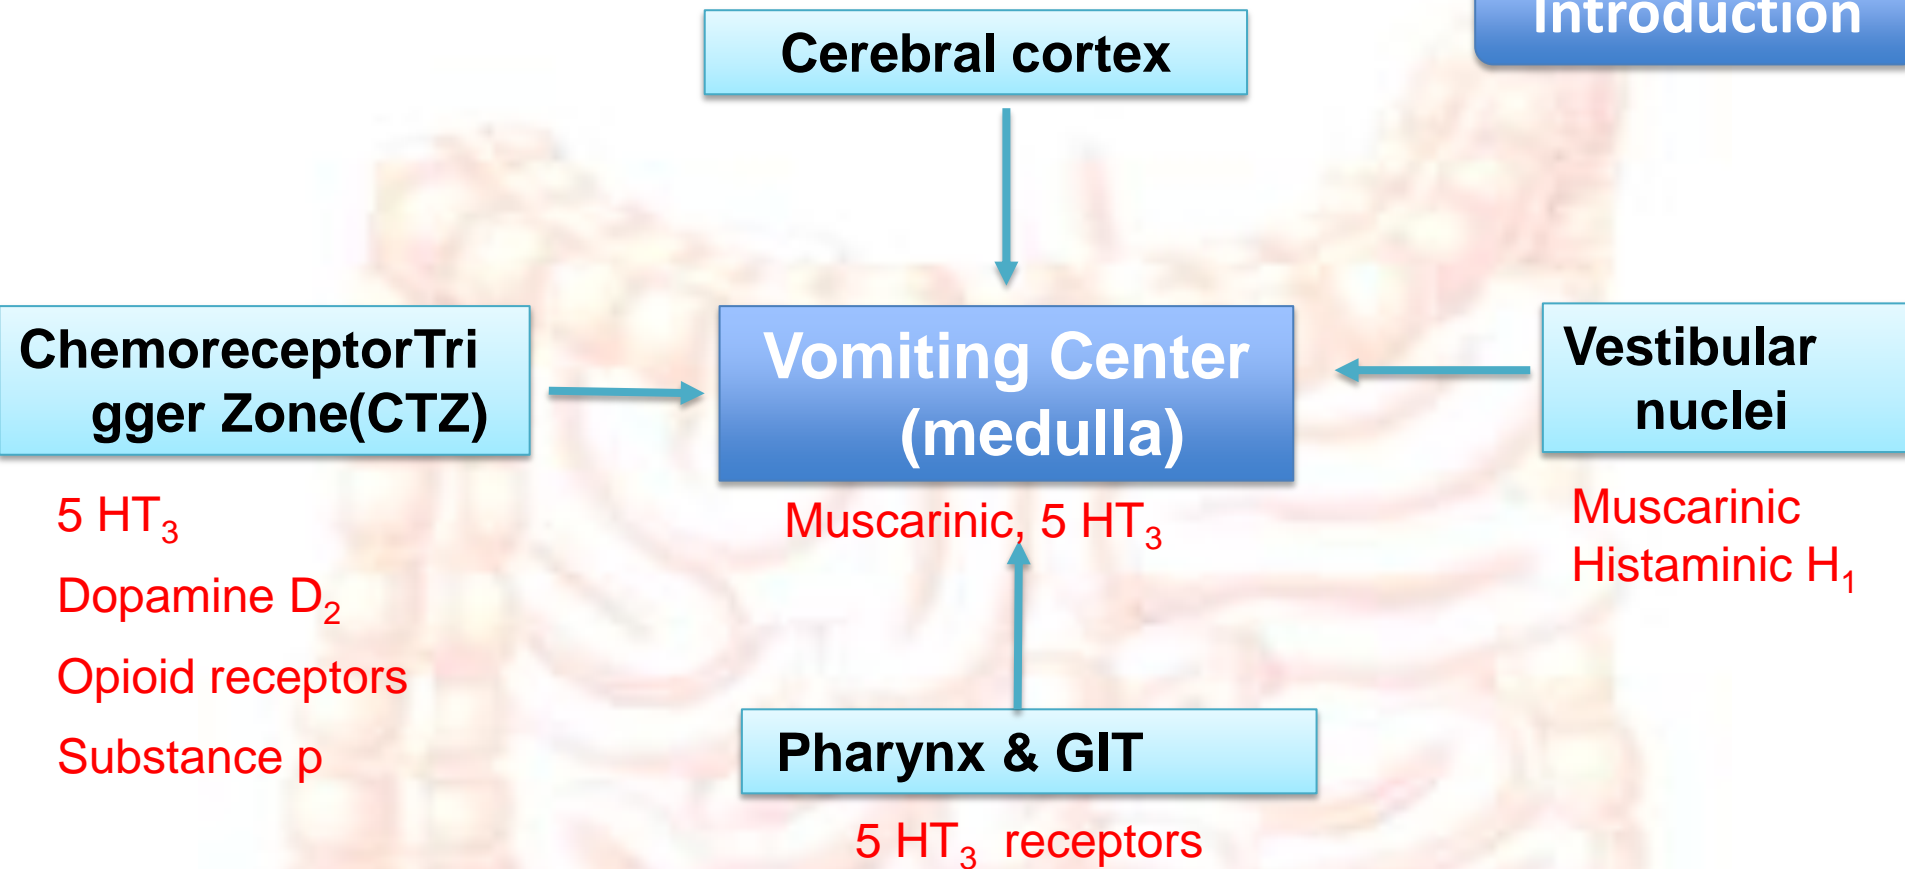 Introduction
Cerebral cortex
ChemoreceptorTri
gger Zone(CTZ)
Vomiting Center
(medulla)
Vestibular
nuclei
5 HT₃
Dopamine D₂
Opioid receptors
Substance p
Muscarinic, 5 HT₃
Muscarinic
Histaminic H₁
Pharynx & GIT
5 HT₃ receptors